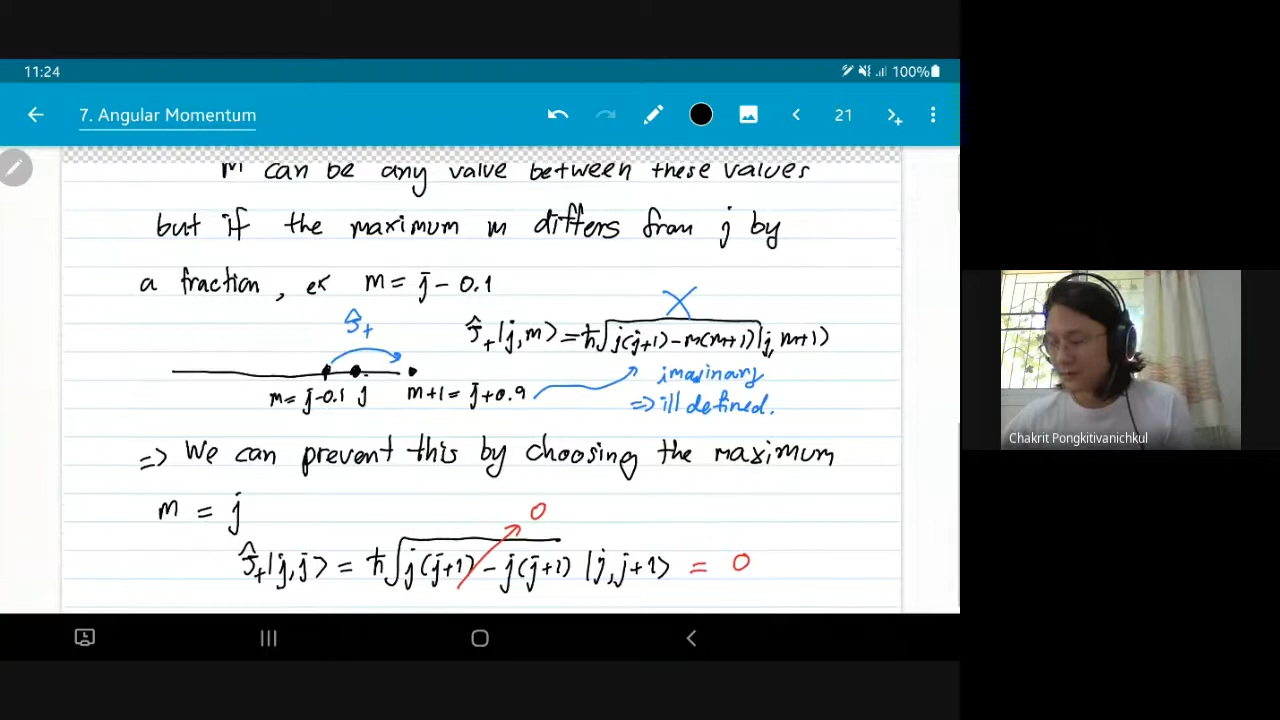 11:24
100%
7. Angular Momentum
21
m can be any value between these values
but if the maximum m differs from j by
a fraction, ex m = j - 0.1
Ĵ₊
Ĵ₊|j,m⟩ = ħ√(j(j+1) - m(m+1)) |j,m+1⟩
X
m = j-0.1 j m+1 = j+0.9
imaginary
⇒ ill defined.
⇒ We can prevent this by choosing the maximum
m = j
0
Ĵ₊|j,j⟩ = ħ√(j(j+1) - j(j+1)) |j,j+1⟩ = 0
Chakrit Pongkitivanichkul